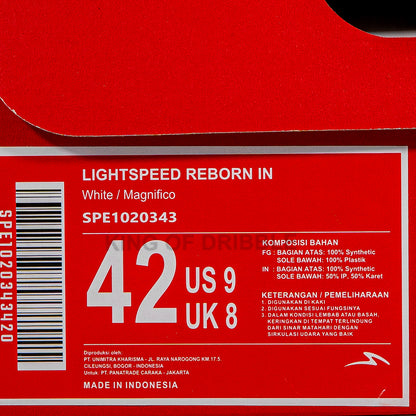 LIGHTSPEED REBORN IN
White / Magnifico
SPE1020343
KING OF DRIBB
42 US 9
UK 8
SPE10203433420
KOMPOSISI BAHAN
FG : BAGIAN ATAS: 100% Synthetic
SOLE BAWAH: 100% Plastik
IN : BAGIAN ATAS: 100% Synthetic
SOLE BAWAH: 50% IP, 50% Karet
KETERANGAN / PEMELIHARAAN
1. DIGUNAKAN DI KAKI
2. DIGUNAKAN SESUAI FUNGSINYA
3. DALAM KONDISI LEMBAB ATAU BASAH,
KERINGKAN DI TEMPAT TERBUKA
DARI SINAR MATAHARI DENGAN
SIRKULASI UDARA YANG BAIK
Diproduksi oleh:
PT. UNIMITRA KHARISMA - JL. RAYA NAROGONG KM.17.5.
CILEUNGSI, BOGOR - INDONESIA
Untuk: PT. PANATRADE CARAKA - JAKARTA
MADE IN INDONESIA